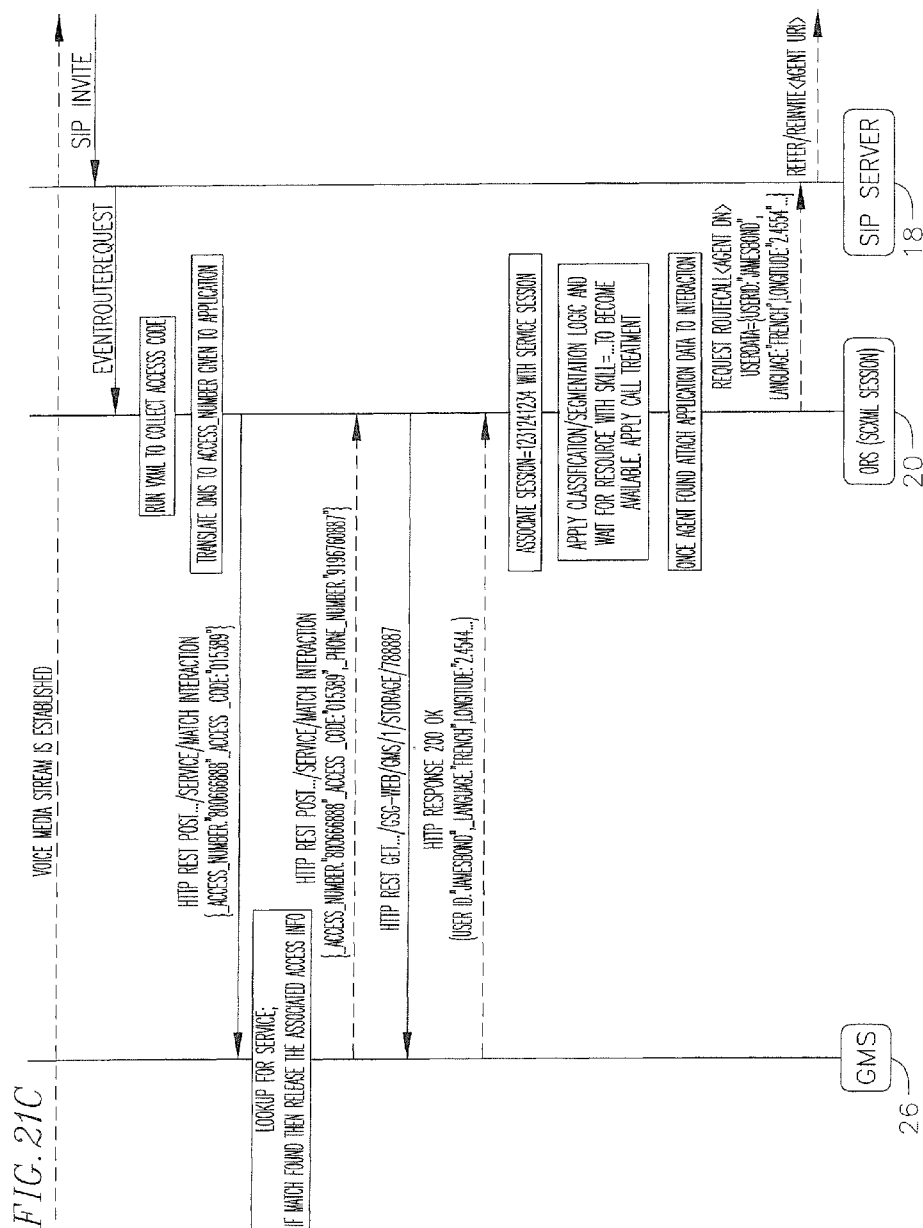 FIG. 21C
VOICE MEDIA STREAM IS ESTABLISHED
SIP INVITE
EVENTROUTEREQUEST
RUN VXML TO COLLECT ACCESS CODE
TRANSLATE DNIS TO ACCESS_NUMBER GIVEN TO APPLICATION
HTTP REST POST.../SERVICE/MATCH INTERACTION
}_ACCESS_NUMBER."800666888"_ACCESS _CODE:"015389"}
LOOKUP FOR SERVICE;
IF MATCH FOUND THEN RELEASE THE ASSOCIATED ACCESS INFO
HTTP REST POST.../SERVICE/MATCH INTERACTION
}_ACCESS_NUMBER."800666888"_ACCESS _CODE:"015389",_PHONE_NUMBER."9196760887"}
HTTP REST GET.../GSG-WEB/GMS/1/STORAGE/788887
HTTP RESPONSE 200 OK
(USER ID:"JAMESBOND",_LANGUAGE."FRENCH",LONGITUDE:"2.4544...)
ASSOCIATE SESSION=1231241234 WITH SERVICE SESSION
APPLY CLASSIFICATION/SEGMENTATION LOGIC AND
WAIT FOR RESOURCE WITH SKILL=...TO BECOME
AVAILABLE. APPLY CALL TREATMENT
ONCE AGENT FOUND ATTACH APPLICATION DATA TO INTERACTION
REQUEST ROUTECALL<AGENT DN>
USERDATA={USERID:"JAMESBOND",
LANGUAGE:"FRENCH",LONGITUDE:"2.4554"...}
REFER/REINVITE<AGENT URI>
GMS
26
ORS (SCXML SESSION)
20
SIP SERVER
18